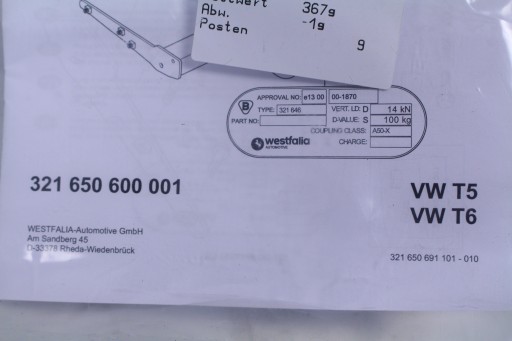 367g
Abw. -1g
Posten 9
APPROVAL NO: e13 00 00-1870
B TYPE: 321 646 VERT. LD. D 14 kN
PART NO: D-VALUE: S 100 kg
COUPLING CLASS: A50-X
westfalia CHARGE:
AUTOMOTIVE
321 650 600 001
VW T5
VW T6
WESTFALIA-Automotive GmbH
Am Sandberg 45
D-33378 Rheda-Wiedenbrück
321 650 691 101 - 010